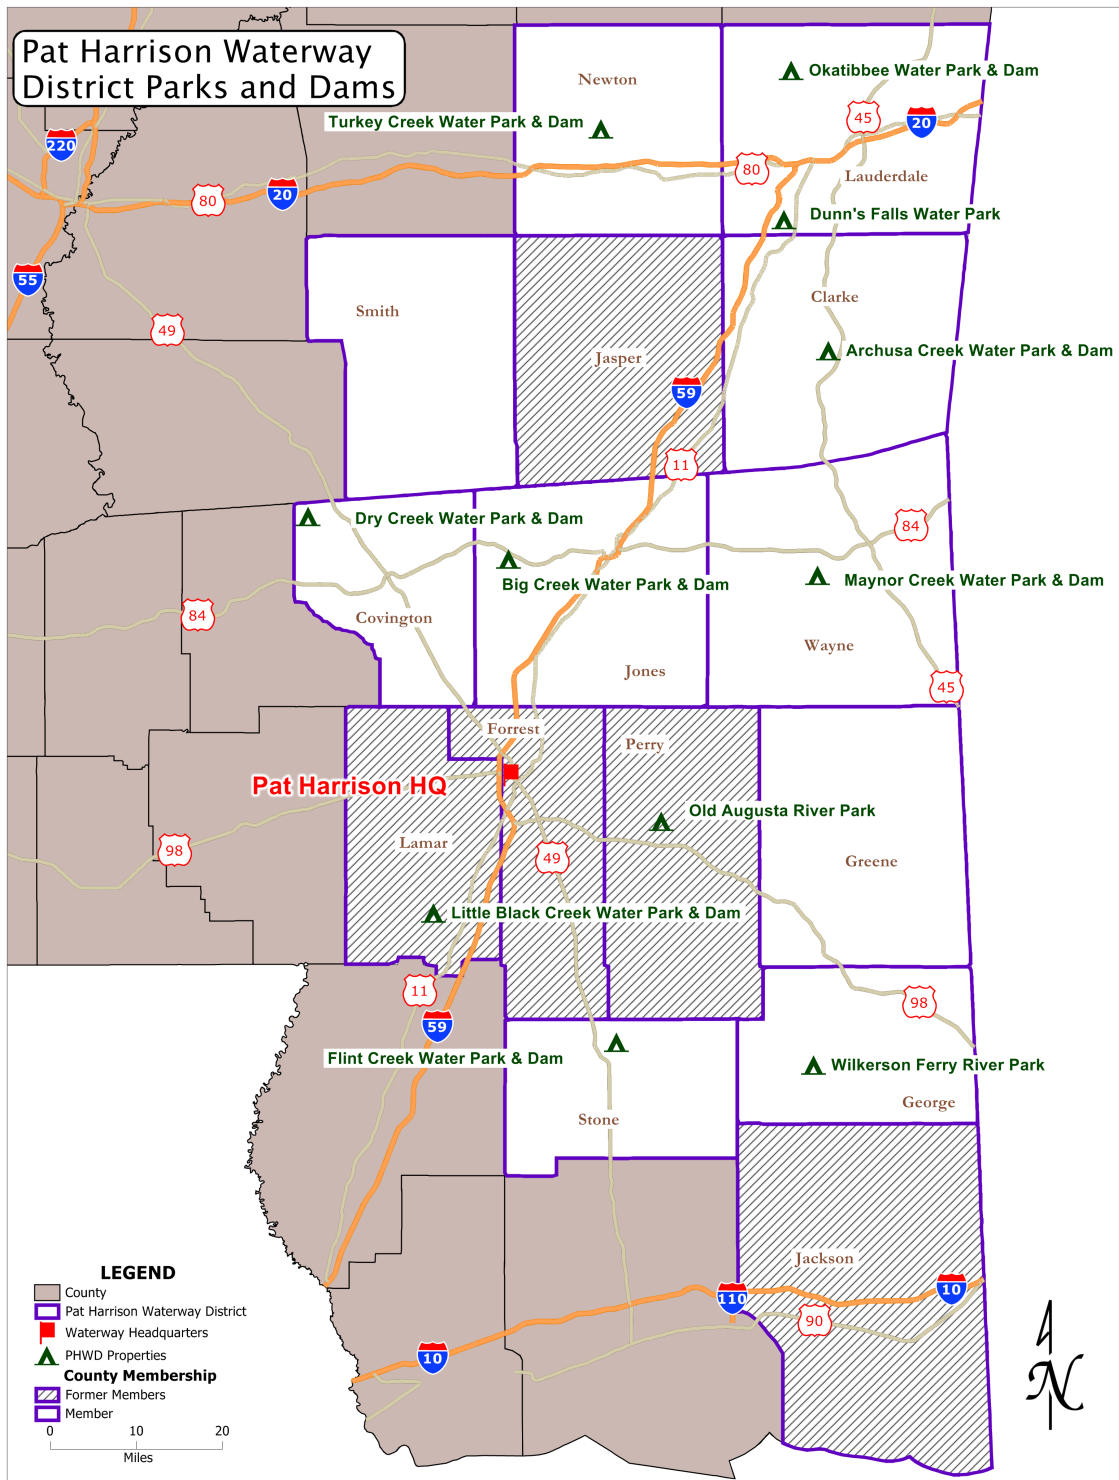 Pat Harrison Waterway
District Parks and Dams
Newton
Okatibbee Water Park & Dam
Turkey Creek Water Park & Dam
45
20
220
80
Lauderdale
20
80
Dunn's Falls Water Park
55
Clarke
Smith
49
Archusa Creek Water Park & Dam
Jasper
59
11
Dry Creek Water Park & Dam
84
Big Creek Water Park & Dam
Maynor Creek Water Park & Dam
84
Covington
Wayne
Jones
45
Forrest
Perry
Pat Harrison HQ
Old Augusta River Park
Lamar
98
49
Greene
Little Black Creek Water Park & Dam
11
98
59
Flint Creek Water Park & Dam
Wilkerson Ferry River Park
George
Stone
Jackson
10
110
90
10
LEGEND
County
Pat Harrison Waterway District
Waterway Headquarters
PHWD Properties
County Membership
Former Members
Member
0 10 20
Miles
N